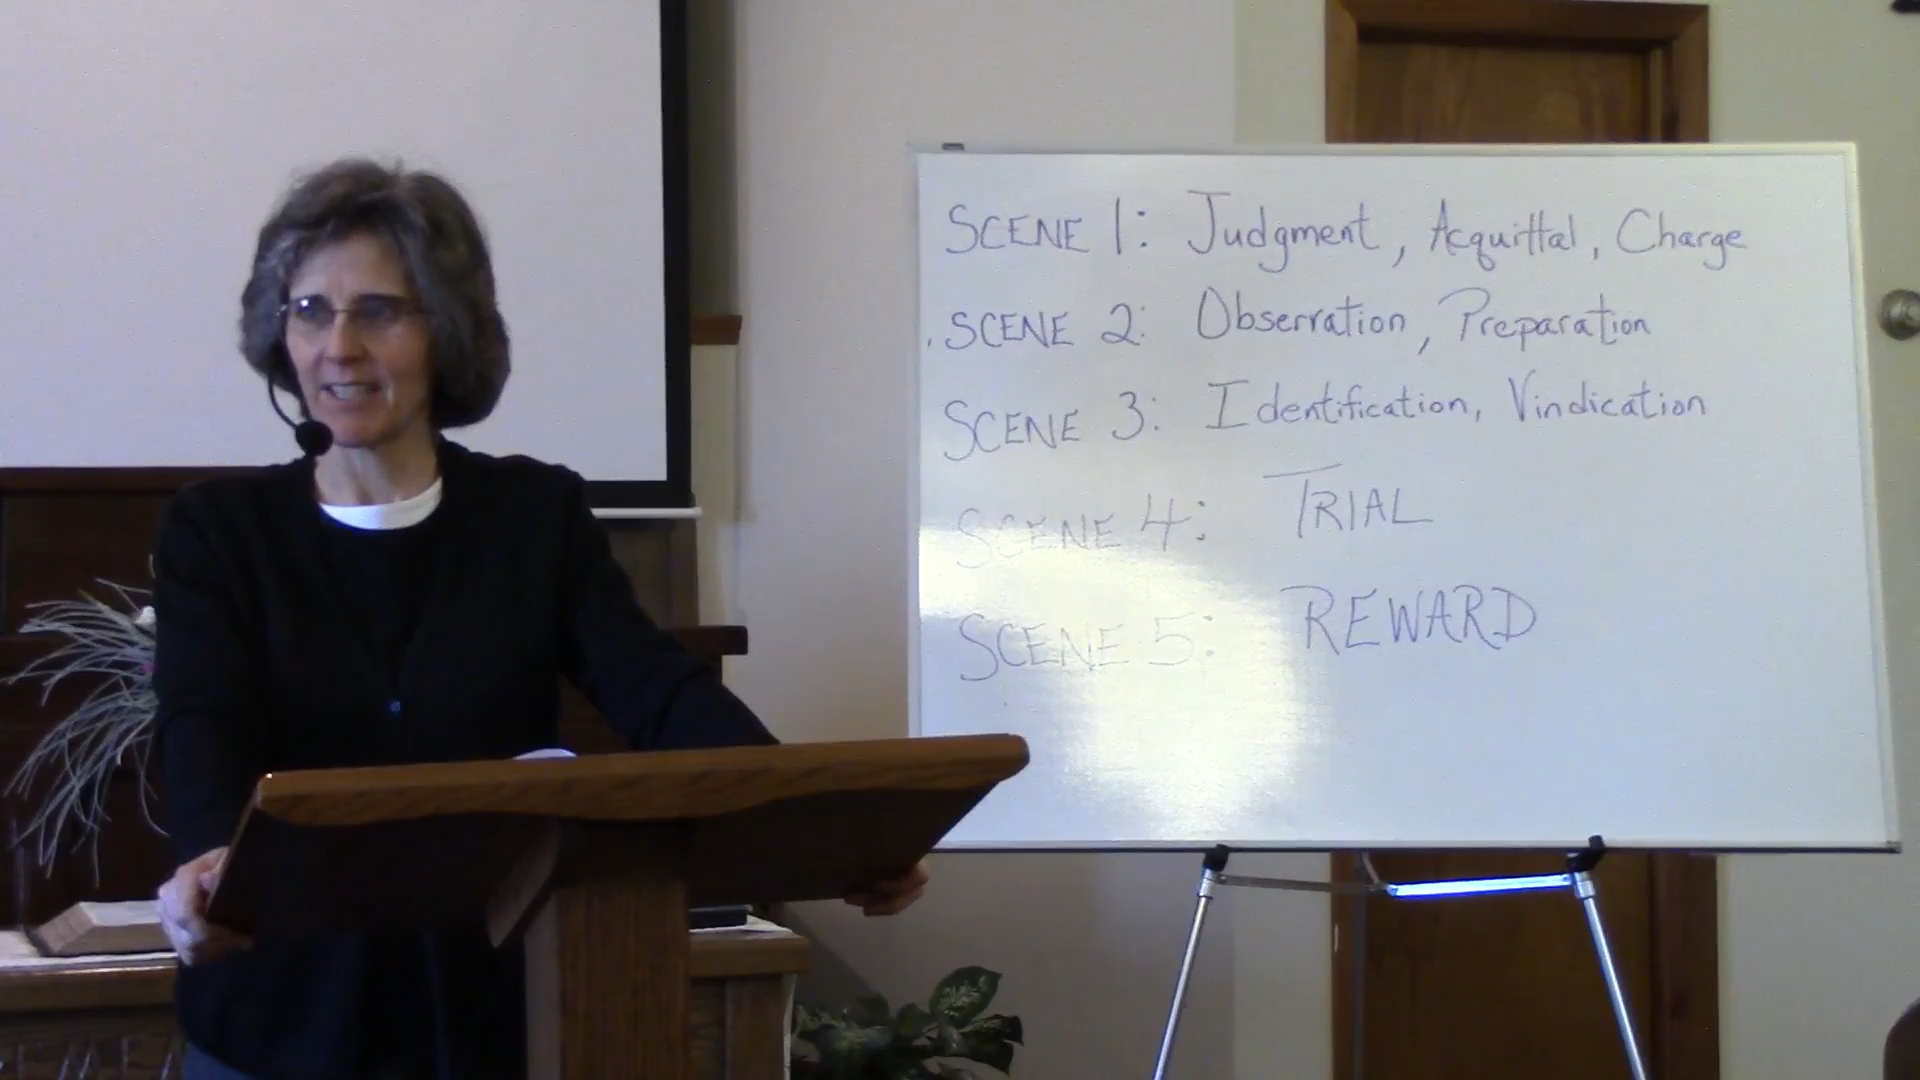 SCENE 1: Judgment, Acquittal, Charge
SCENE 2: Observation, Preparation
SCENE 3: Identification, Vindication
SCENE 4: TRIAL
SCENE 5: REWARD